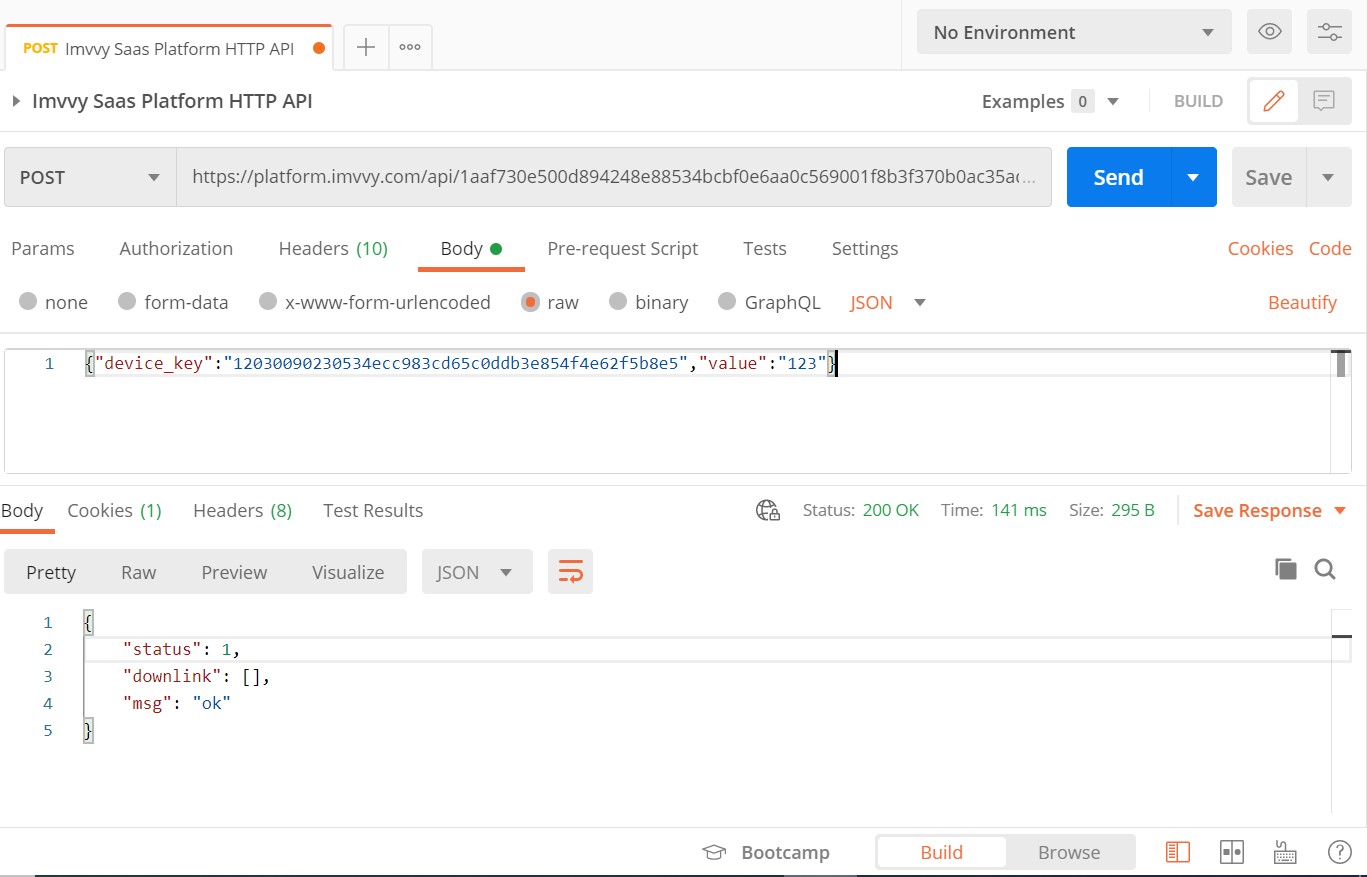 POST Imvvy Saas Platform HTTP API
No Environment
Imvvy Saas Platform HTTP API
Examples 0
BUILD
POST
https://platform.imvvy.com/api/1aaf730e500d894248e88534bcbf0e6aa0c569001f8b3f370b0ac35ac...
Send
Save
Params Authorization Headers (10) Body Pre-request Script Tests Settings Cookies Code
none form-data x-www-form-urlencoded raw binary GraphQL JSON Beautify
1 {"device_key":"12030090230534ecc983cd65c0ddb3e854f4e62f5b8e5","value":"123"}
Body Cookies (1) Headers (8) Test Results Status: 200 OK Time: 141 ms Size: 295 B Save Response
Pretty Raw Preview Visualize JSON
1 {
2 "status": 1,
3 "downlink": [],
4 "msg": "ok"
5 }
Bootcamp Build Browse